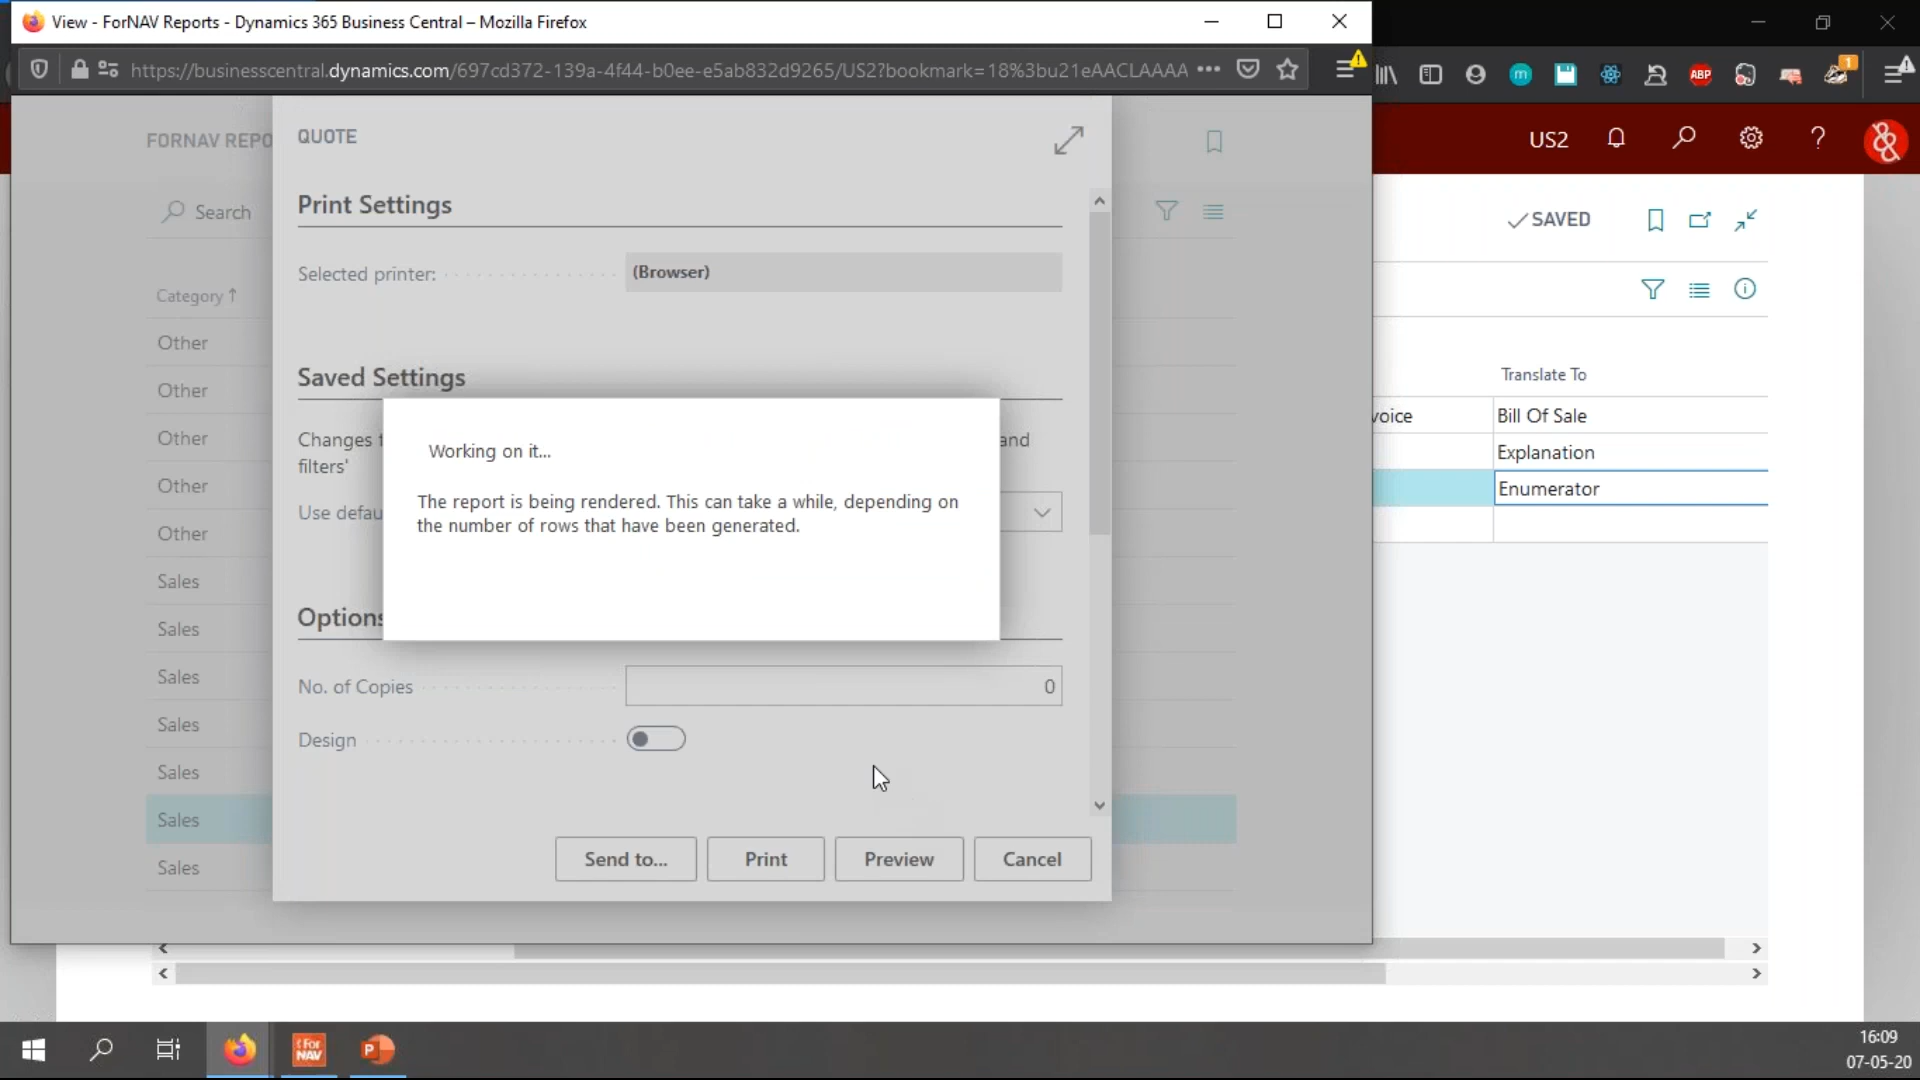 View - ForNAV Reports - Dynamics 365 Business Central – Mozilla Firefox
https://businesscentral.dynamics.com/697cd372-139a-4f44-b0ee-e5ab832d9265/US2?bookmark=18%3bu21eAACLAAAA
m
ABP
1
US2
?
FORNAV REPO
QUOTE
Print Settings
Search
SAVED
Selected printer:
(Browser)
Category ↑
Other
Other
Other
Other
Other
Sales
Sales
Sales
Sales
Sales
Sales
Sales
Saved Settings
Translate To
voice
Bill Of Sale
Explanation
Enumerator
Changes t
and
filters'
Use defau
Working on it...
The report is being rendered. This can take a while, depending on
the number of rows that have been generated.
Options
No. of Copies
0
Design
Send to...
Print
Preview
Cancel
For
NAV
P
16:09
07-05-20